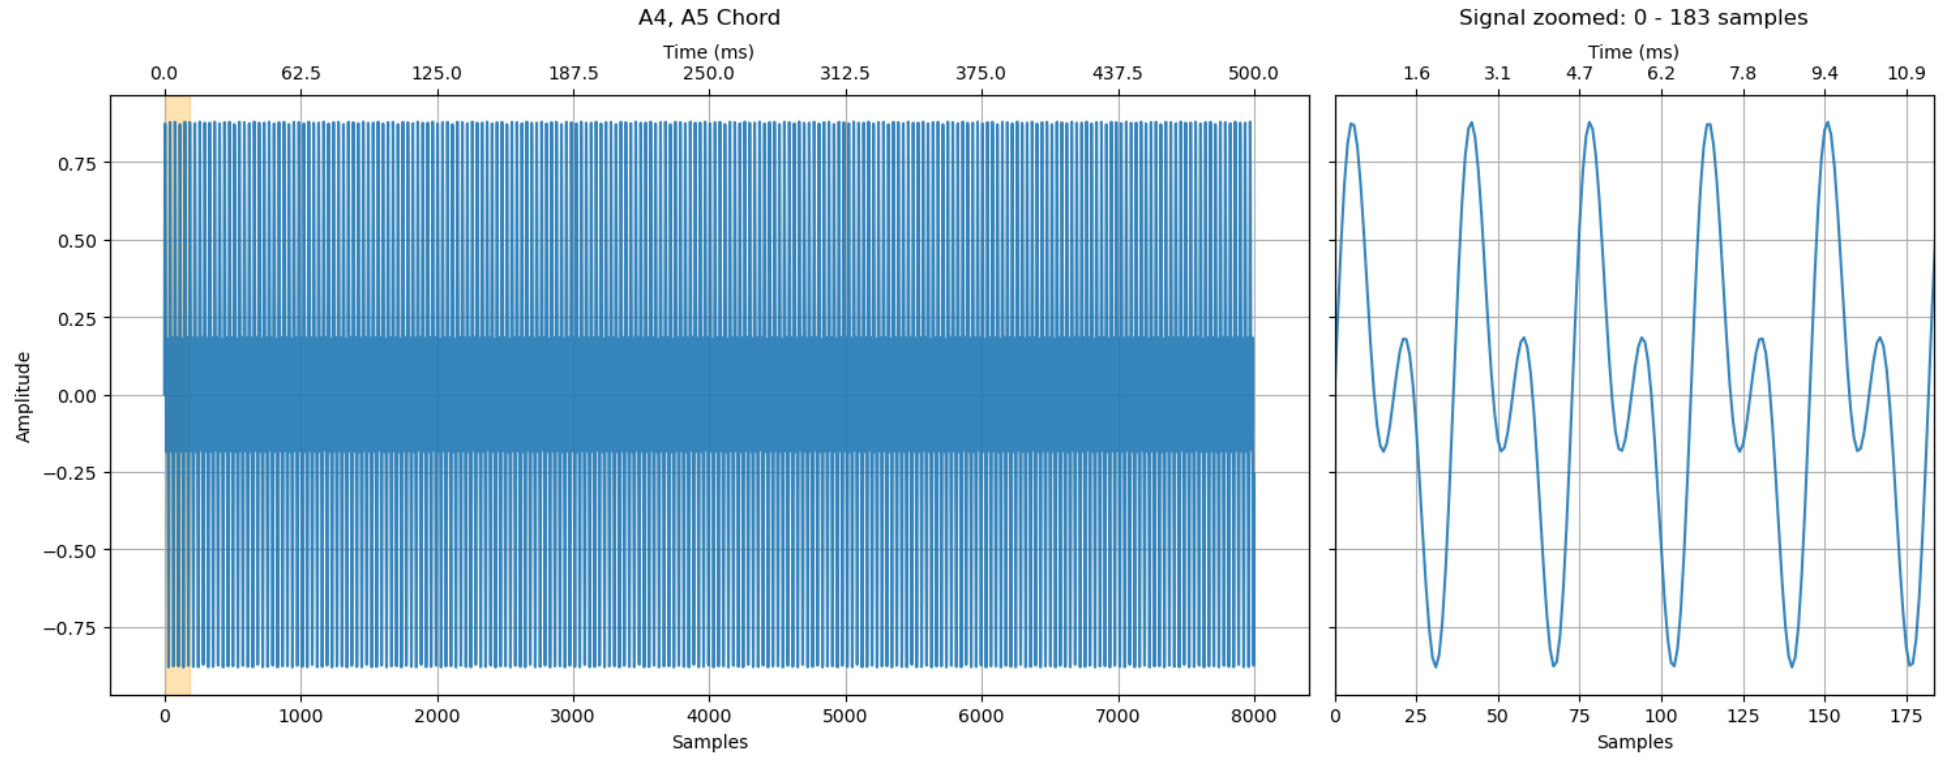 A4, A5 Chord
Time (ms)
0.0 62.5 125.0 187.5 250.0 312.5 375.0 437.5 500.0
Amplitude
0.75
0.50
0.25
0.00
−0.25
−0.50
−0.75
0 1000 2000 3000 4000 5000 6000 7000 8000
Samples
Signal zoomed: 0 - 183 samples
Time (ms)
1.6 3.1 4.7 6.2 7.8 9.4 10.9
0 25 50 75 100 125 150 175
Samples